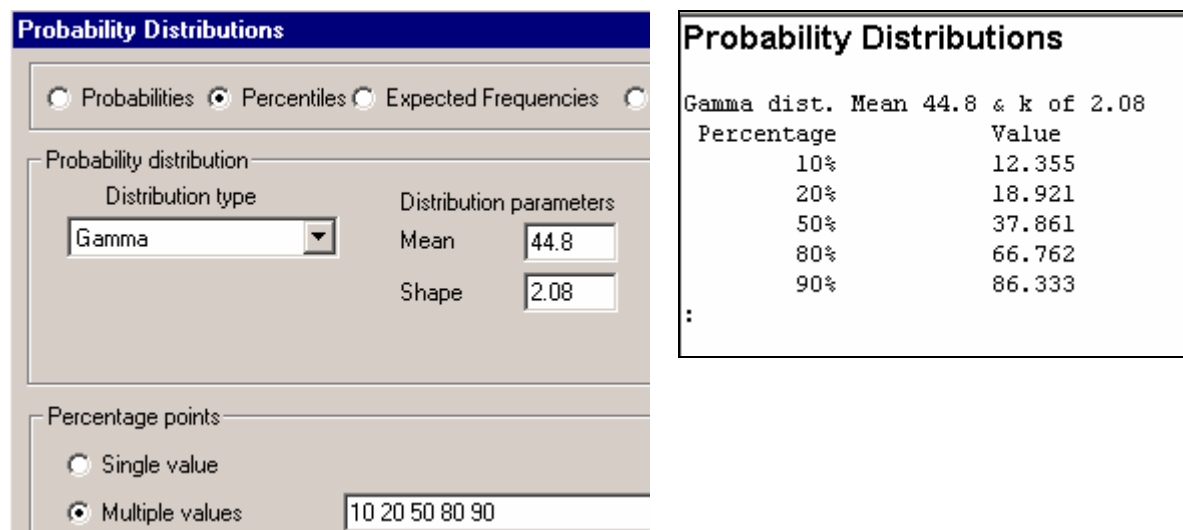 Probability Distributions
Probabilities Percentiles Expected Frequencies
Probability distribution
Distribution type
Distribution parameters
Gamma
Mean 44.8
Shape 2.08
Percentage points
Single value
Multiple values 10 20 50 80 90
Probability Distributions
Gamma dist. Mean 44.8 & k of 2.08
Percentage Value
10% 12.355
20% 18.921
50% 37.861
80% 66.762
90% 86.333
: